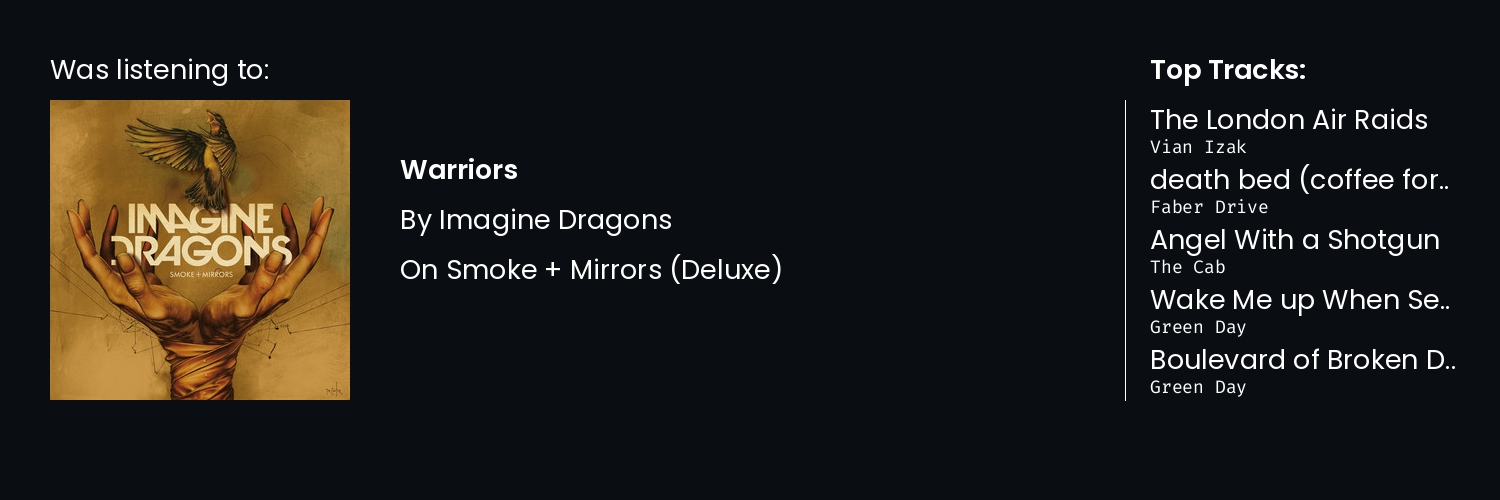 Was listening to:
IMAGINE
DRAGONS
SMOKE + MIRRORS
Warriors
By Imagine Dragons
On Smoke + Mirrors (Deluxe)
Top Tracks:
The London Air Raids
Vian Izak
death bed (coffee for..
Faber Drive
Angel With a Shotgun
The Cab
Wake Me up When Se..
Green Day
Boulevard of Broken D..
Green Day